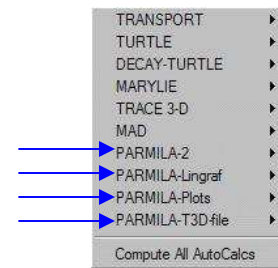 TRANSPORT
TURTLE
DECAY-TURTLE
MARYLIE
TRACE 3-D
MAD
PARMILA-2
PARMILA-Lingraf
PARMILA-Plots
PARMILA-T3D-file
Compute All AutoCalcs